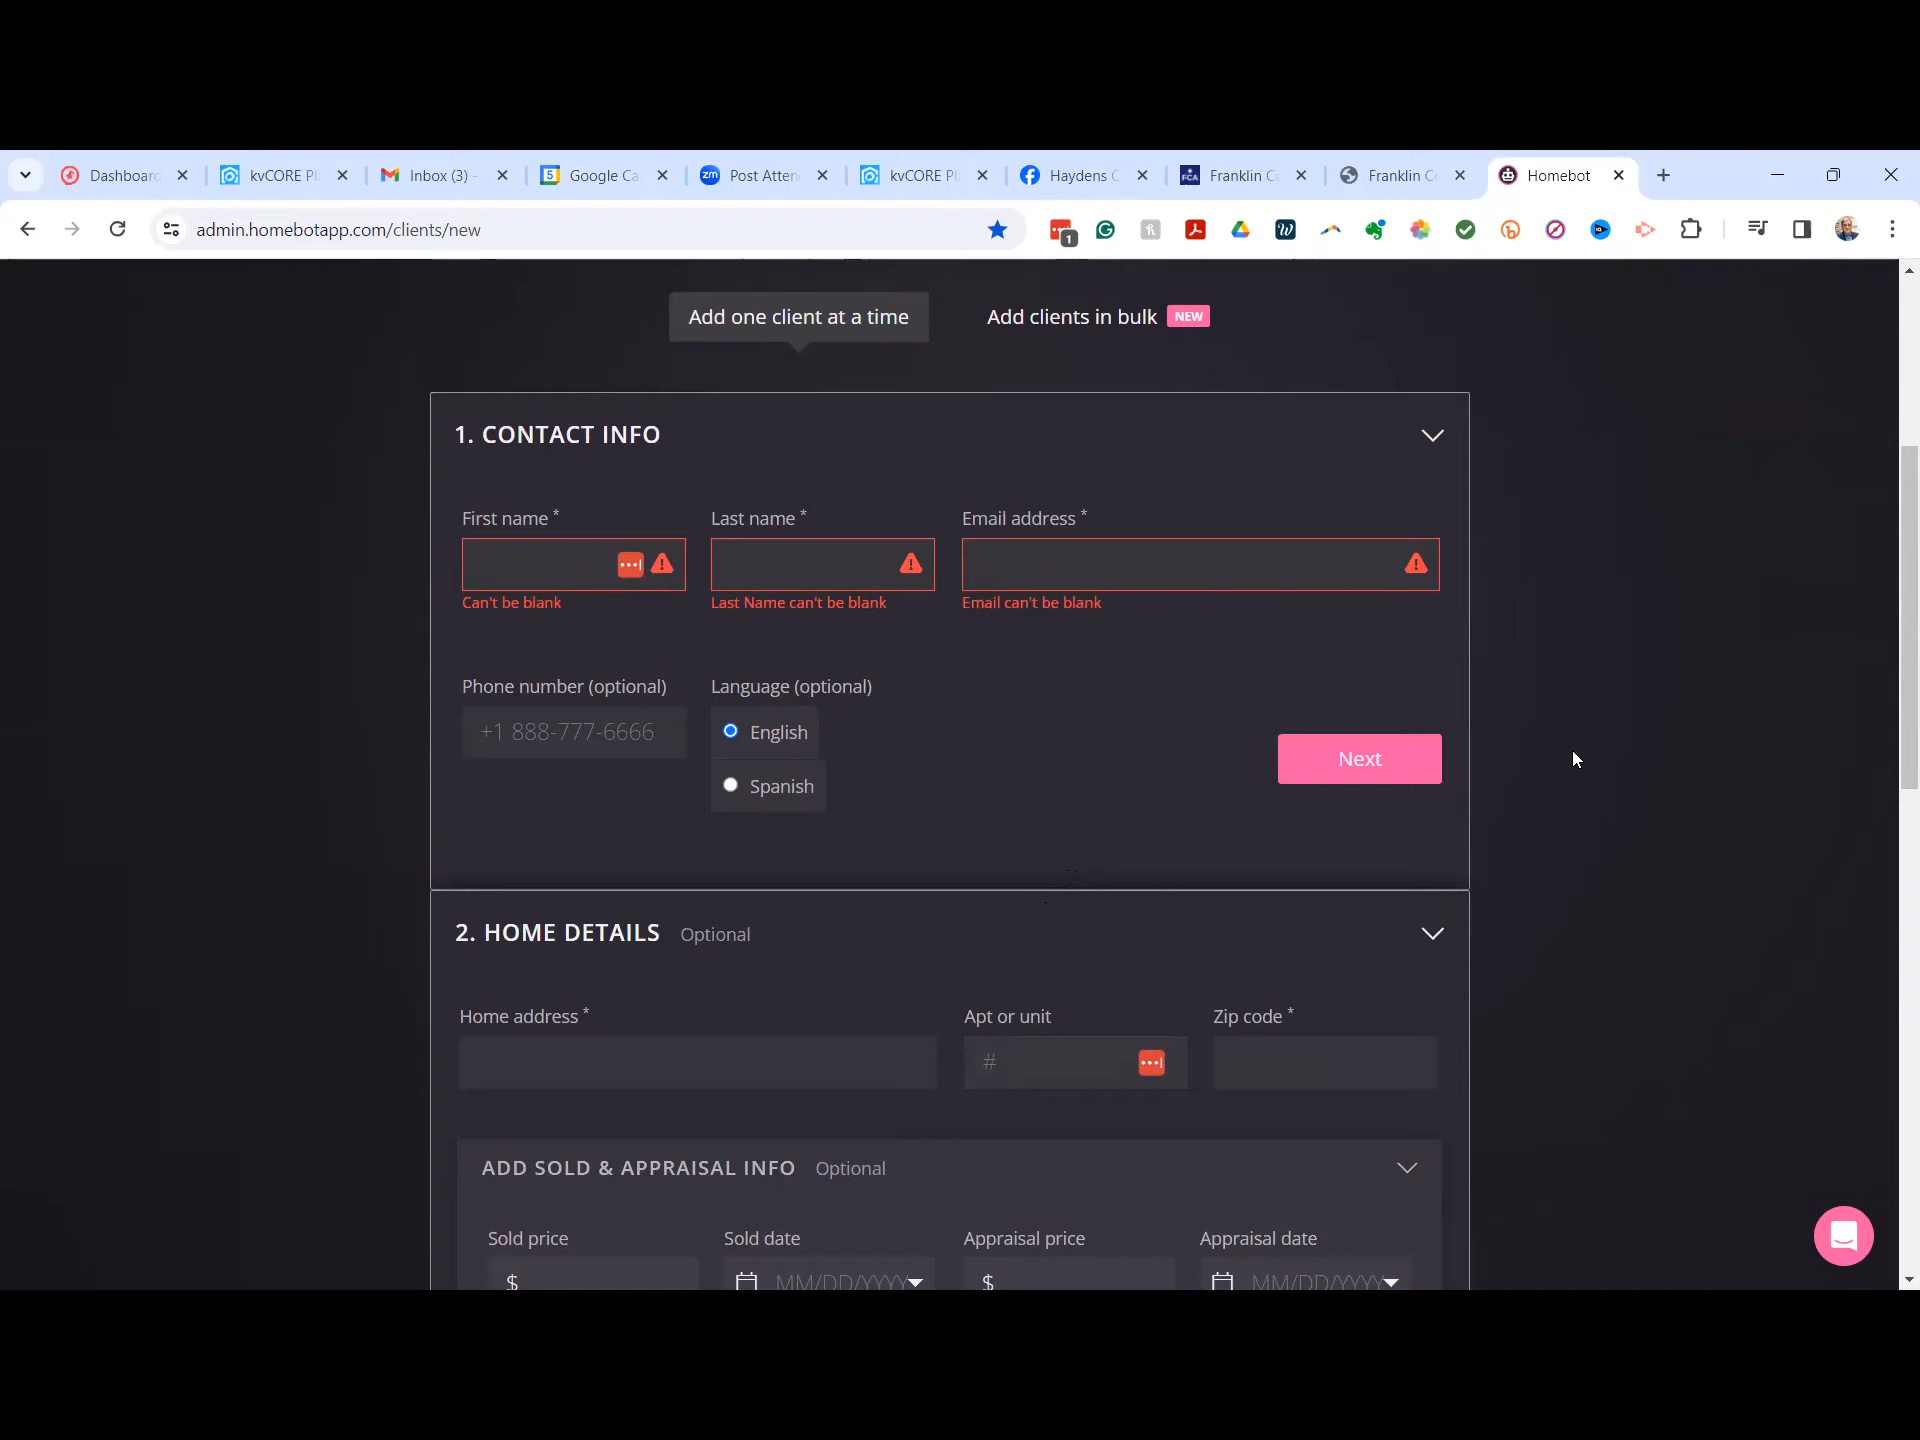 Dashboard kvCORE Pl Inbox (3) - Google Ca Post Atten kvCORE Pl Haydens C Franklin Co Franklin C Homebot
admin.homebotapp.com/clients/new
1
Add one client at a time Add clients in bulk NEW
1. CONTACT INFO
First name * Last name * Email address *
Can't be blank Last Name can't be blank Email can't be blank
Phone number (optional) Language (optional)
+1 888-777-6666 English
Next
Spanish
2. HOME DETAILS Optional
Home address * Apt or unit Zip code *
#
ADD SOLD & APPRAISAL INFO Optional
Sold price Sold date Appraisal price Appraisal date
$ MM/DD/YYYY $ MM/DD/YYYY